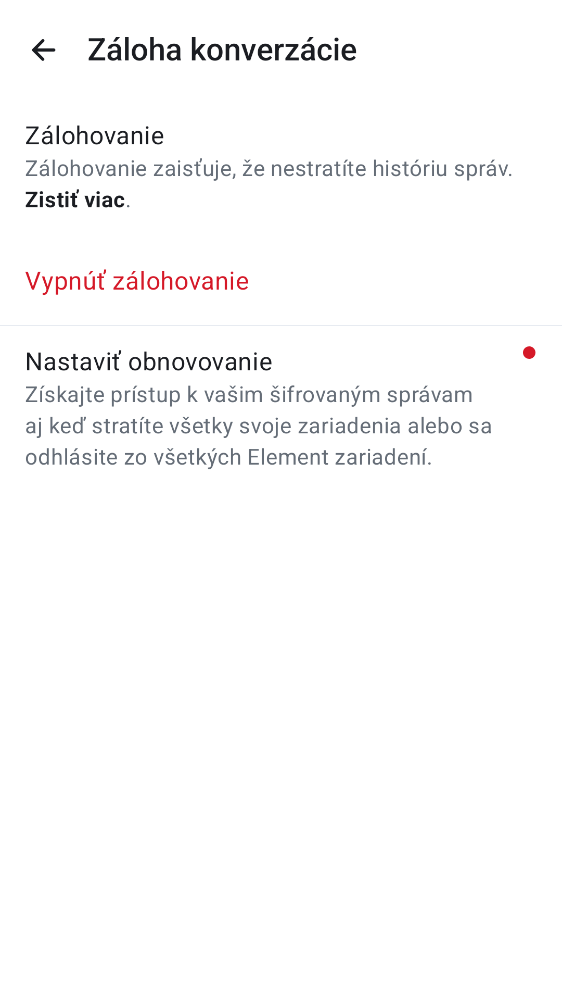 Záloha konverzácie
Zálohovanie
Zálohovanie zaisťuje, že nestratíte históriu správ.
Zistiť viac.
Vypnúť zálohovanie
Nastaviť obnovovanie
Získajte prístup k vašim šifrovaným správam
aj keď stratíte všetky svoje zariadenia alebo sa
odhlásite zo všetkých Element zariadení.